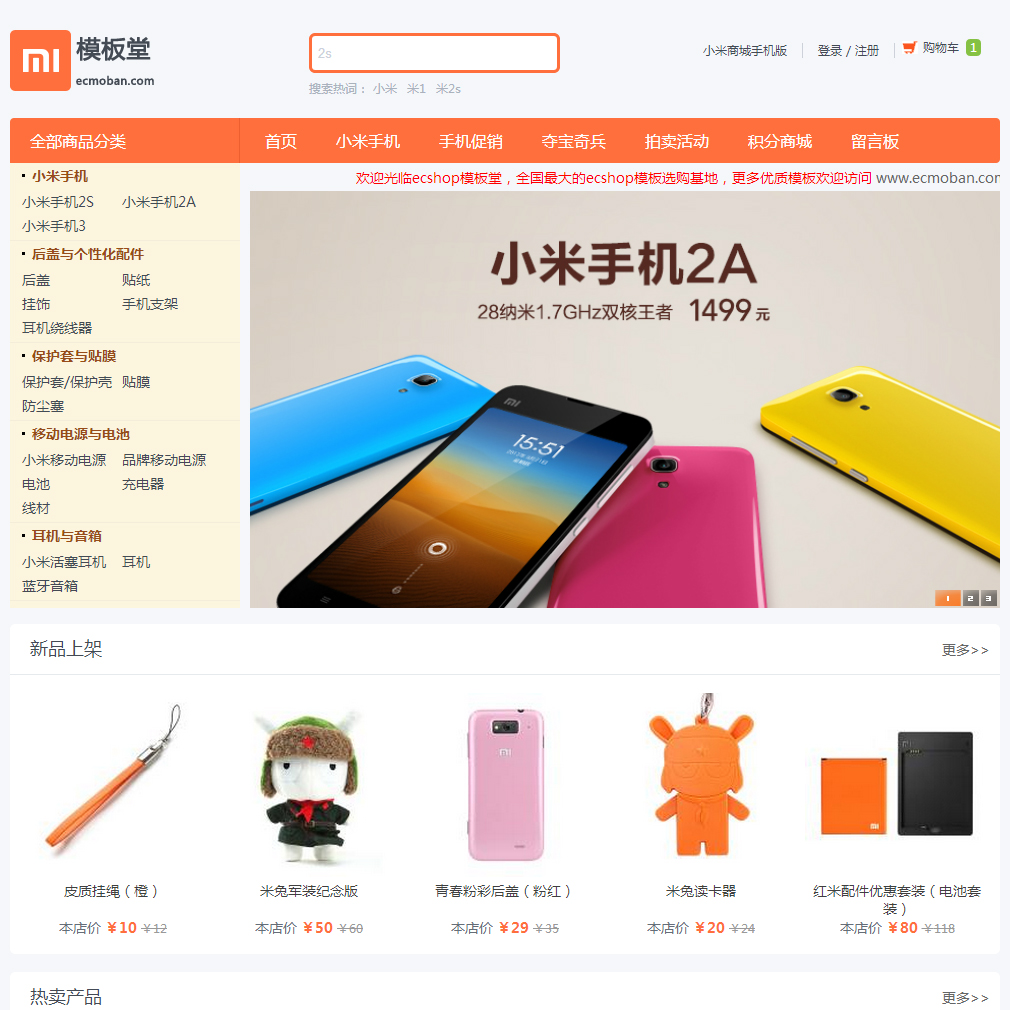 mi 模板堂
ecmoban.com
2s
搜索热词： 小米 米1 米2s
小米商城手机版 登录 / 注册 购物车 1
全部商品分类 首页 小米手机 手机促销 夺宝奇兵 拍卖活动 积分商城 留言板
欢迎光临ecshop模板堂，全国最大的ecshop模板选购基地，更多优质模板欢迎访问 www.ecmoban.cor
小米手机
小米手机2S 小米手机2A
小米手机3
后盖与个性化配件
后盖 贴纸
挂饰 手机支架
耳机绕线器
保护套与贴膜
保护套/保护壳 贴膜
防尘塞
移动电源与电池
小米移动电源 品牌移动电源
电池 充电器
线材
耳机与音箱
小米活塞耳机 耳机
蓝牙音箱
小米手机2A
28纳米1.7GHz双核王者 1499元
mi
15:51
1 2 3
新品上架 更多>>
mi
mi
皮质挂绳（橙） 米兔军装纪念版 青春粉彩后盖（粉红） 米兔读卡器 红米配件优惠套装（电池套装）
本店价 ￥10 ￥12 本店价 ￥50 ￥60 本店价 ￥29 ￥35 本店价 ￥20 ￥24 本店价 ￥80 ￥118
热卖产品 更多>>